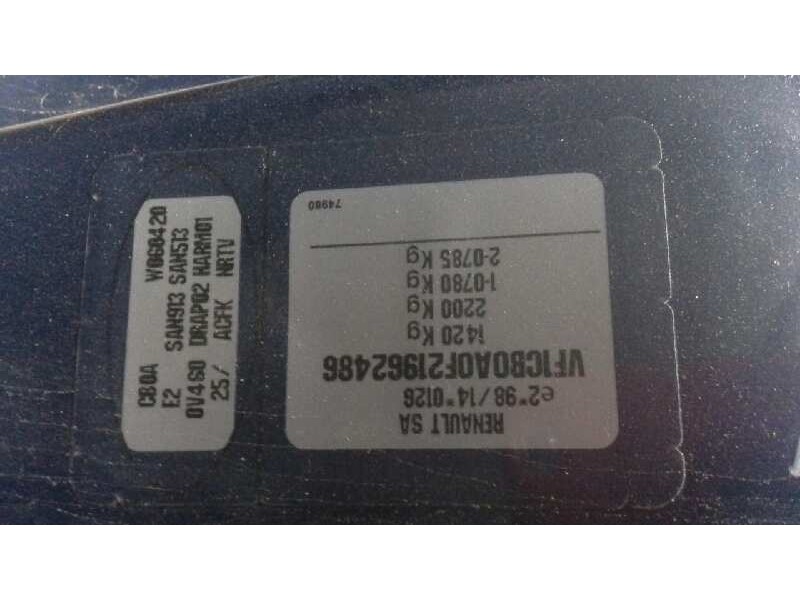 RENAULT SA
e2*98/14*0126
VF1CB0A0F21962486
1420 Kg
2200 Kg
1-0780 Kg
2-0785 Kg
74980
CB0A W068420
E2 SAN913 SAN513
0V460 DRAP02 HARM01
25/ ACFK NRTV